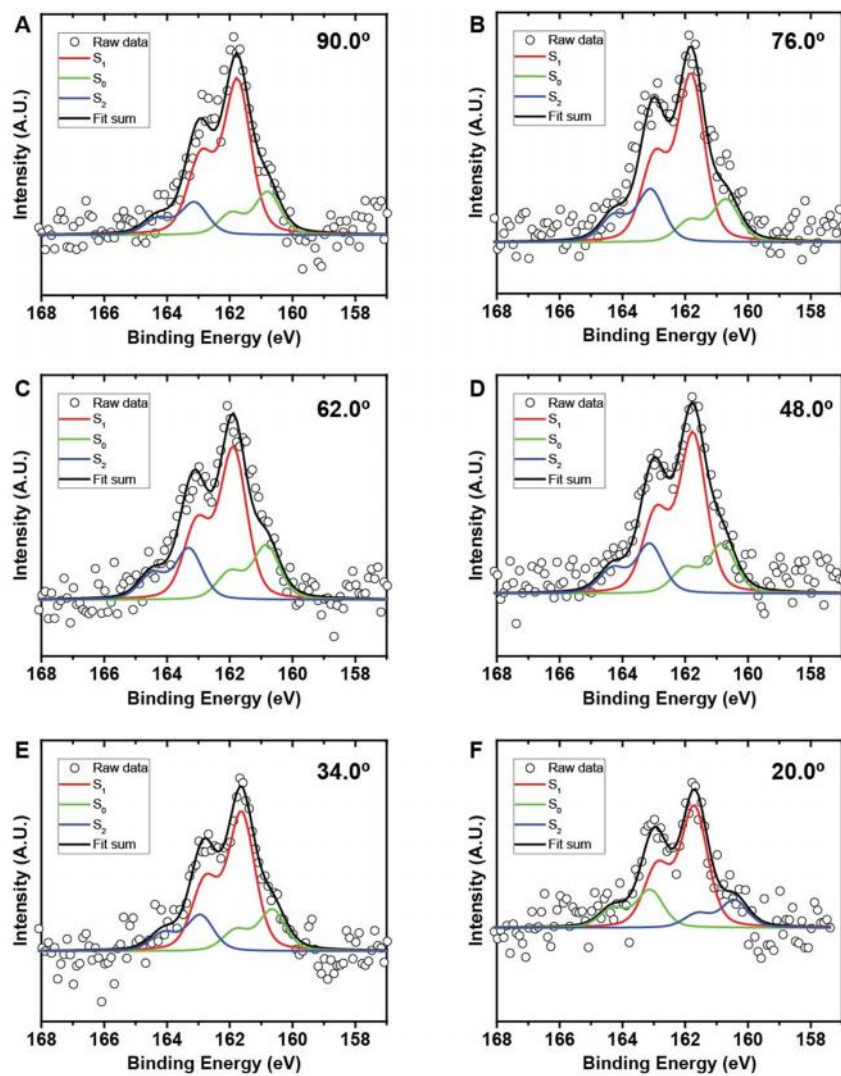 A
Raw data
S₁
S₀
S₂
Fit sum
90.0º
Intensity (A.U.)
168 166 164 162 160 158
Binding Energy (eV)
B
Raw data
S₁
S₀
S₂
Fit sum
76.0º
Intensity (A.U.)
168 166 164 162 160 158
Binding Energy (eV)
C
Raw data
S₁
S₀
S₂
Fit sum
62.0º
Intensity (A.U.)
168 166 164 162 160 158
Binding Energy (eV)
D
Raw data
S₁
S₀
S₂
Fit sum
48.0º
Intensity (A.U.)
168 166 164 162 160 158
Binding Energy (eV)
E
Raw data
S₁
S₀
S₂
Fit sum
34.0º
Intensity (A.U.)
168 166 164 162 160 158
Binding Energy (eV)
F
Raw data
S₁
S₀
S₂
Fit sum
20.0º
Intensity (A.U.)
168 166 164 162 160 158
Binding Energy (eV)